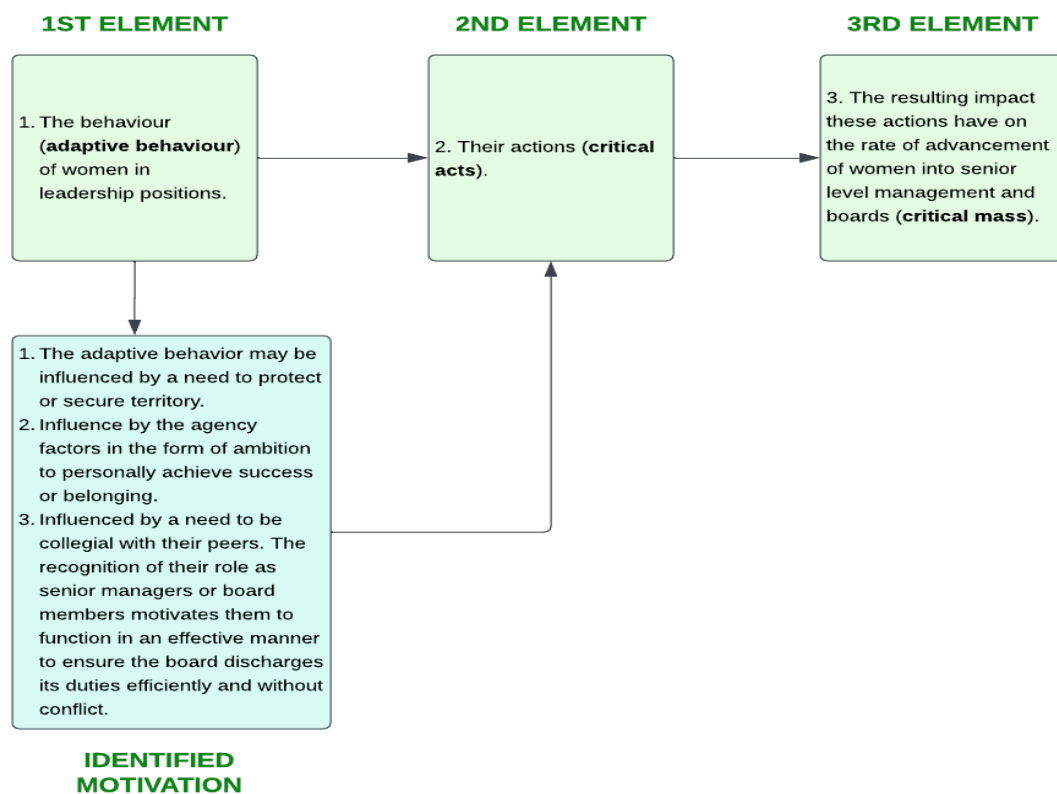 1ST ELEMENT
2ND ELEMENT
3RD ELEMENT
1. The behaviour
(adaptive behaviour)
of women in
leadership positions.
2. Their actions (critical
acts).
3. The resulting impact
these actions have on
the rate of advancement
of women into senior
level management and
boards (critical mass).
1. The adaptive behavior may be
influenced by a need to protect
or secure territory.
2. Influence by the agency
factors in the form of ambition
to personally achieve success
or belonging.
3. Influenced by a need to be
collegial with their peers. The
recognition of their role as
senior managers or board
members motivates them to
function in an effective manner
to ensure the board discharges
its duties efficiently and without
conflict.
IDENTIFIED
MOTIVATION